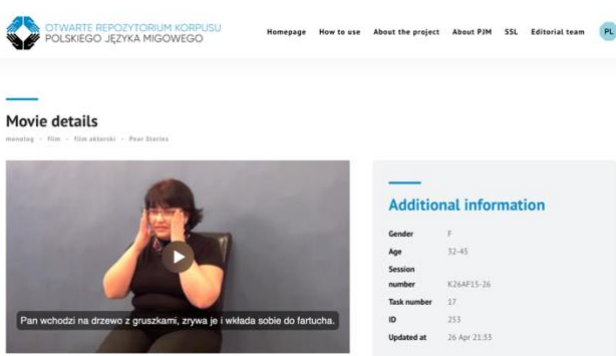 OTWARTE REPOZYTORIUM KORPUSU
POLSKIEGO JĘZYKA MIGOWEGO
Homepage How to use About the project About PJM SSL Editorial team PL
Movie details
monolog - film - film aktorski - Pear Stories
Pan wchodzi na drzewo z gruszkami, zrywa je i wkłada sobie do fartucha.
Additional information
Gender F
Age 32-45
Session
number K26AF15-26
Task number 17
ID 253
Updated at 26 Apr 21:53